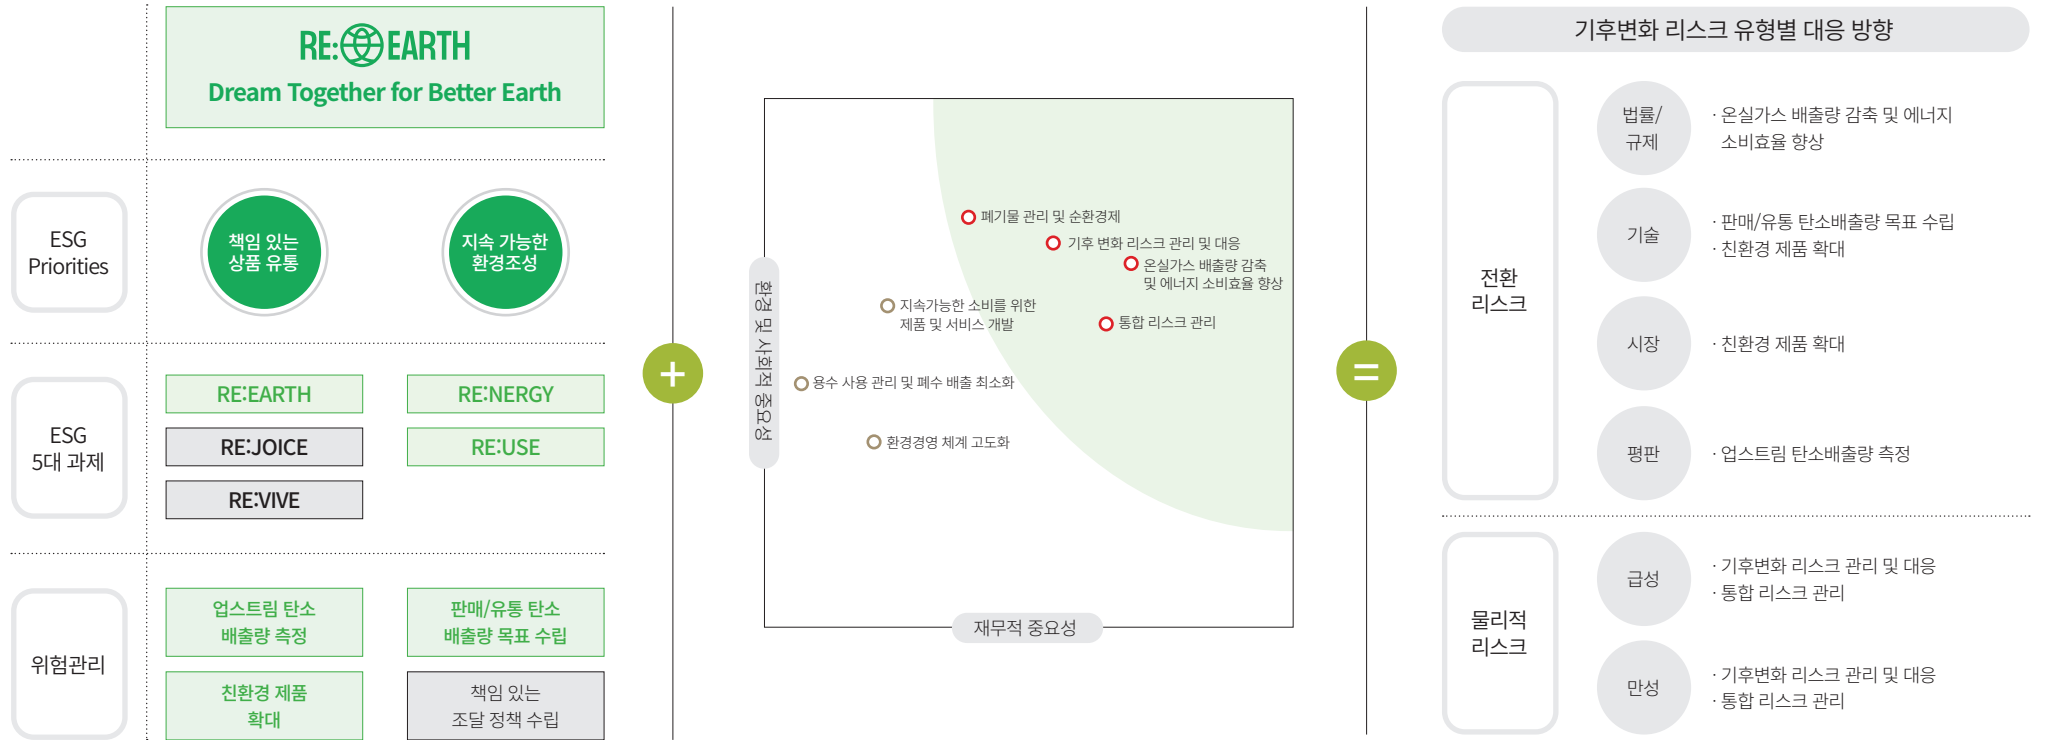 RE: EARTH
Dream Together for Better Earth
ESG
Priorities
책임 있는
상품 유통
지속 가능한
환경조성
ESG
5대 과제
RE:EARTH
RE:NERGY
RE:JOICE
RE:USE
RE:VIVE
위험관리
업스트림 탄소
배출량 측정
판매/유통 탄소
배출량 목표 수립
친환경 제품
확대
책임 있는
조달 정책 수립
+
환경 및 사회적 중요성
폐기물 관리 및 순환경제
기후 변화 리스크 관리 및 대응
온실가스 배출량 감축
및 에너지 소비효율 향상
지속가능한 소비를 위한
제품 및 서비스 개발
통합 리스크 관리
용수 사용 관리 및 폐수 배출 최소화
환경경영 체계 고도화
재무적 중요성
=
기후변화 리스크 유형별 대응 방향
전환
리스크
법률/
규제
· 온실가스 배출량 감축 및 에너지
소비효율 향상
기술
· 판매/유통 탄소배출량 목표 수립
· 친환경 제품 확대
시장
· 친환경 제품 확대
평판
· 업스트림 탄소배출량 측정
물리적
리스크
급성
· 기후변화 리스크 관리 및 대응
· 통합 리스크 관리
만성
· 기후변화 리스크 관리 및 대응
· 통합 리스크 관리